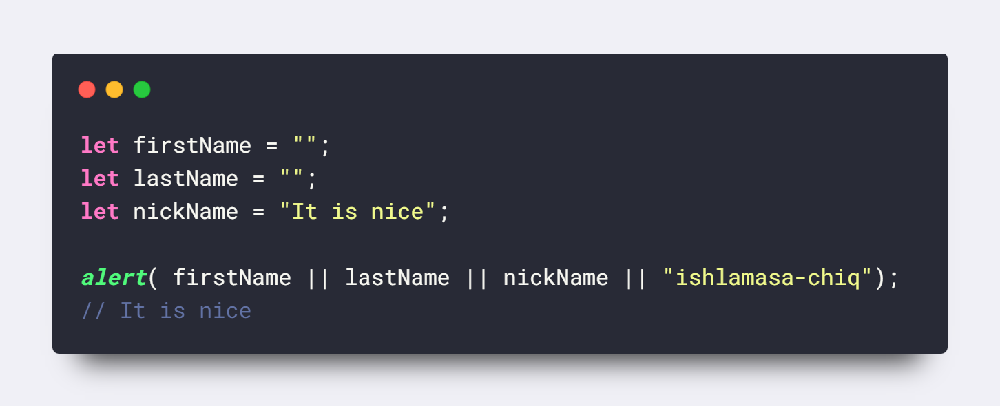 let firstName = "";
let lastName = "";
let nickName = "It is nice";
alert( firstName || lastName || nickName || "ishlamasa-chiq");
// It is nice